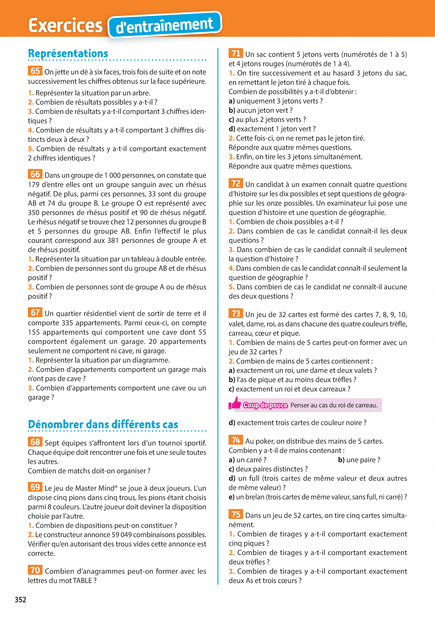 Exercices d'entraînement
Représentations
65 On jette un dé à six faces, trois fois de suite et on note
successivement les chiffres obtenus sur la face supérieure.
1. Représenter la situation par un arbre.
2. Combien de résultats possibles y a-t-il ?
3. Combien de résultats y a-t-il comportant 3 chiffres iden-
tiques ?
4. Combien de résultats y a-t-il comportant 3 chiffres dis-
tincts deux à deux ?
5. Combien de résultats y a-t-il comportant exactement
2 chiffres identiques ?
66 Dans un groupe de 1 000 personnes, on constate que
179 d'entre elles ont un groupe sanguin avec un rhésus
négatif. De plus, parmi ces personnes, 33 sont du groupe
AB et 74 du groupe B. Le groupe O est représenté avec
350 personnes de rhésus positif et 90 de rhésus négatif.
Le rhésus négatif se trouve chez 12 personnes du groupe B
et 5 personnes du groupe AB. Enfin l'effectif le plus
courant correspond aux 381 personnes de groupe A et
de rhésus positif.
1. Représenter la situation par un tableau à double entrée.
2. Combien de personnes sont du groupe AB et de rhésus
positif ?
3. Combien de personnes sont de groupe A ou de rhésus
positif ?
67 Un quartier résidentiel vient de sortir de terre et il
comporte 335 appartements. Parmi ceux-ci, on compte
155 appartements qui comportent une cave dont 55
comportent également un garage. 20 appartements
seulement ne comportent ni cave, ni garage.
1. Représenter la situation par un diagramme.
2. Combien d'appartements comportent un garage mais
n'ont pas de cave ?
3. Combien d'appartements comportent une cave ou un
garage ?
Dénombrer dans différents cas
68 Sept équipes s'affrontent lors d'un tournoi sportif.
Chaque équipe doit rencontrer une fois et une seule toutes
les autres.
Combien de matchs doit-on organiser ?
69 Le jeu de Master Mind® se joue à deux joueurs. L'un
dispose cinq pions dans cinq trous, les pions étant choisis
parmi 8 couleurs. L'autre joueur doit deviner la disposition
choisie par l'autre.
1. Combien de dispositions peut-on constituer ?
2. Le constructeur annonce 59 049 combinaisons possibles.
Vérifier qu'en autorisant des trous vides cette annonce est
correcte.
70 Combien d'anagrammes peut-on former avec les
lettres du mot TABLE ?
352
71 Un sac contient 5 jetons verts (numérotés de 1 à 5)
et 4 jetons rouges (numérotés de 1 à 4).
1. On tire successivement et au hasard 3 jetons du sac,
en remettant le jeton tiré à chaque fois.
Combien de possibilités y a-t-il d'obtenir :
a) uniquement 3 jetons verts ?
b) aucun jeton vert ?
c) au plus 2 jetons verts ?
d) exactement 1 jeton vert ?
2. Cette fois-ci, on ne remet pas le jeton tiré.
Répondre aux quatre mêmes questions.
3. Enfin, on tire les 3 jetons simultanément.
Répondre aux quatre mêmes questions.
72 Un candidat à un examen connaît quatre questions
d'histoire sur les dix possibles et sept questions de géogra-
phie sur les onze possibles. Un examinateur lui pose une
question d'histoire et une question de géographie.
1. Combien de choix possibles a-t-il ?
2. Dans combien de cas le candidat connaît-il les deux
questions ?
3. Dans combien de cas le candidat connaît-il seulement
la question d'histoire ?
4. Dans combien de cas le candidat connaît-il seulement la
question de géographie ?
5. Dans combien de cas le candidat ne connaît-il aucune
des deux questions ?
73 Un jeu de 32 cartes est formé des cartes 7, 8, 9, 10,
valet, dame, roi, as dans chacune des quatre couleurs trèfle,
carreau, cœur et pique.
1. Combien de mains de 5 cartes peut-on former avec un
jeu de 32 cartes ?
2. Combien de mains de 5 cartes contiennent :
a) exactement un roi, une dame et deux valets ?
b) l'as de pique et au moins deux trèfles ?
c) exactement un roi et deux carreaux ?
Coup de pouce Penser au cas du roi de carreau.
d) exactement trois cartes de couleur noire ?
74 Au poker, on distribue des mains de 5 cartes.
Combien y a-t-il de mains contenant :
a) un carré ? b) une paire ?
c) deux paires distinctes ?
d) un full (trois cartes de même valeur et deux autres
de même valeur) ?
e) un brelan (trois cartes de même valeur, sans full, ni carré) ?
75 Dans un jeu de 52 cartes, on tire cinq cartes simulta-
nément.
1. Combien de tirages y a-t-il comportant exactement
cinq piques ?
2. Combien de tirages y a-t-il comportant exactement
deux trèfles ?
3. Combien de tirages y a-t-il comportant exactement
deux As et trois cœurs ?